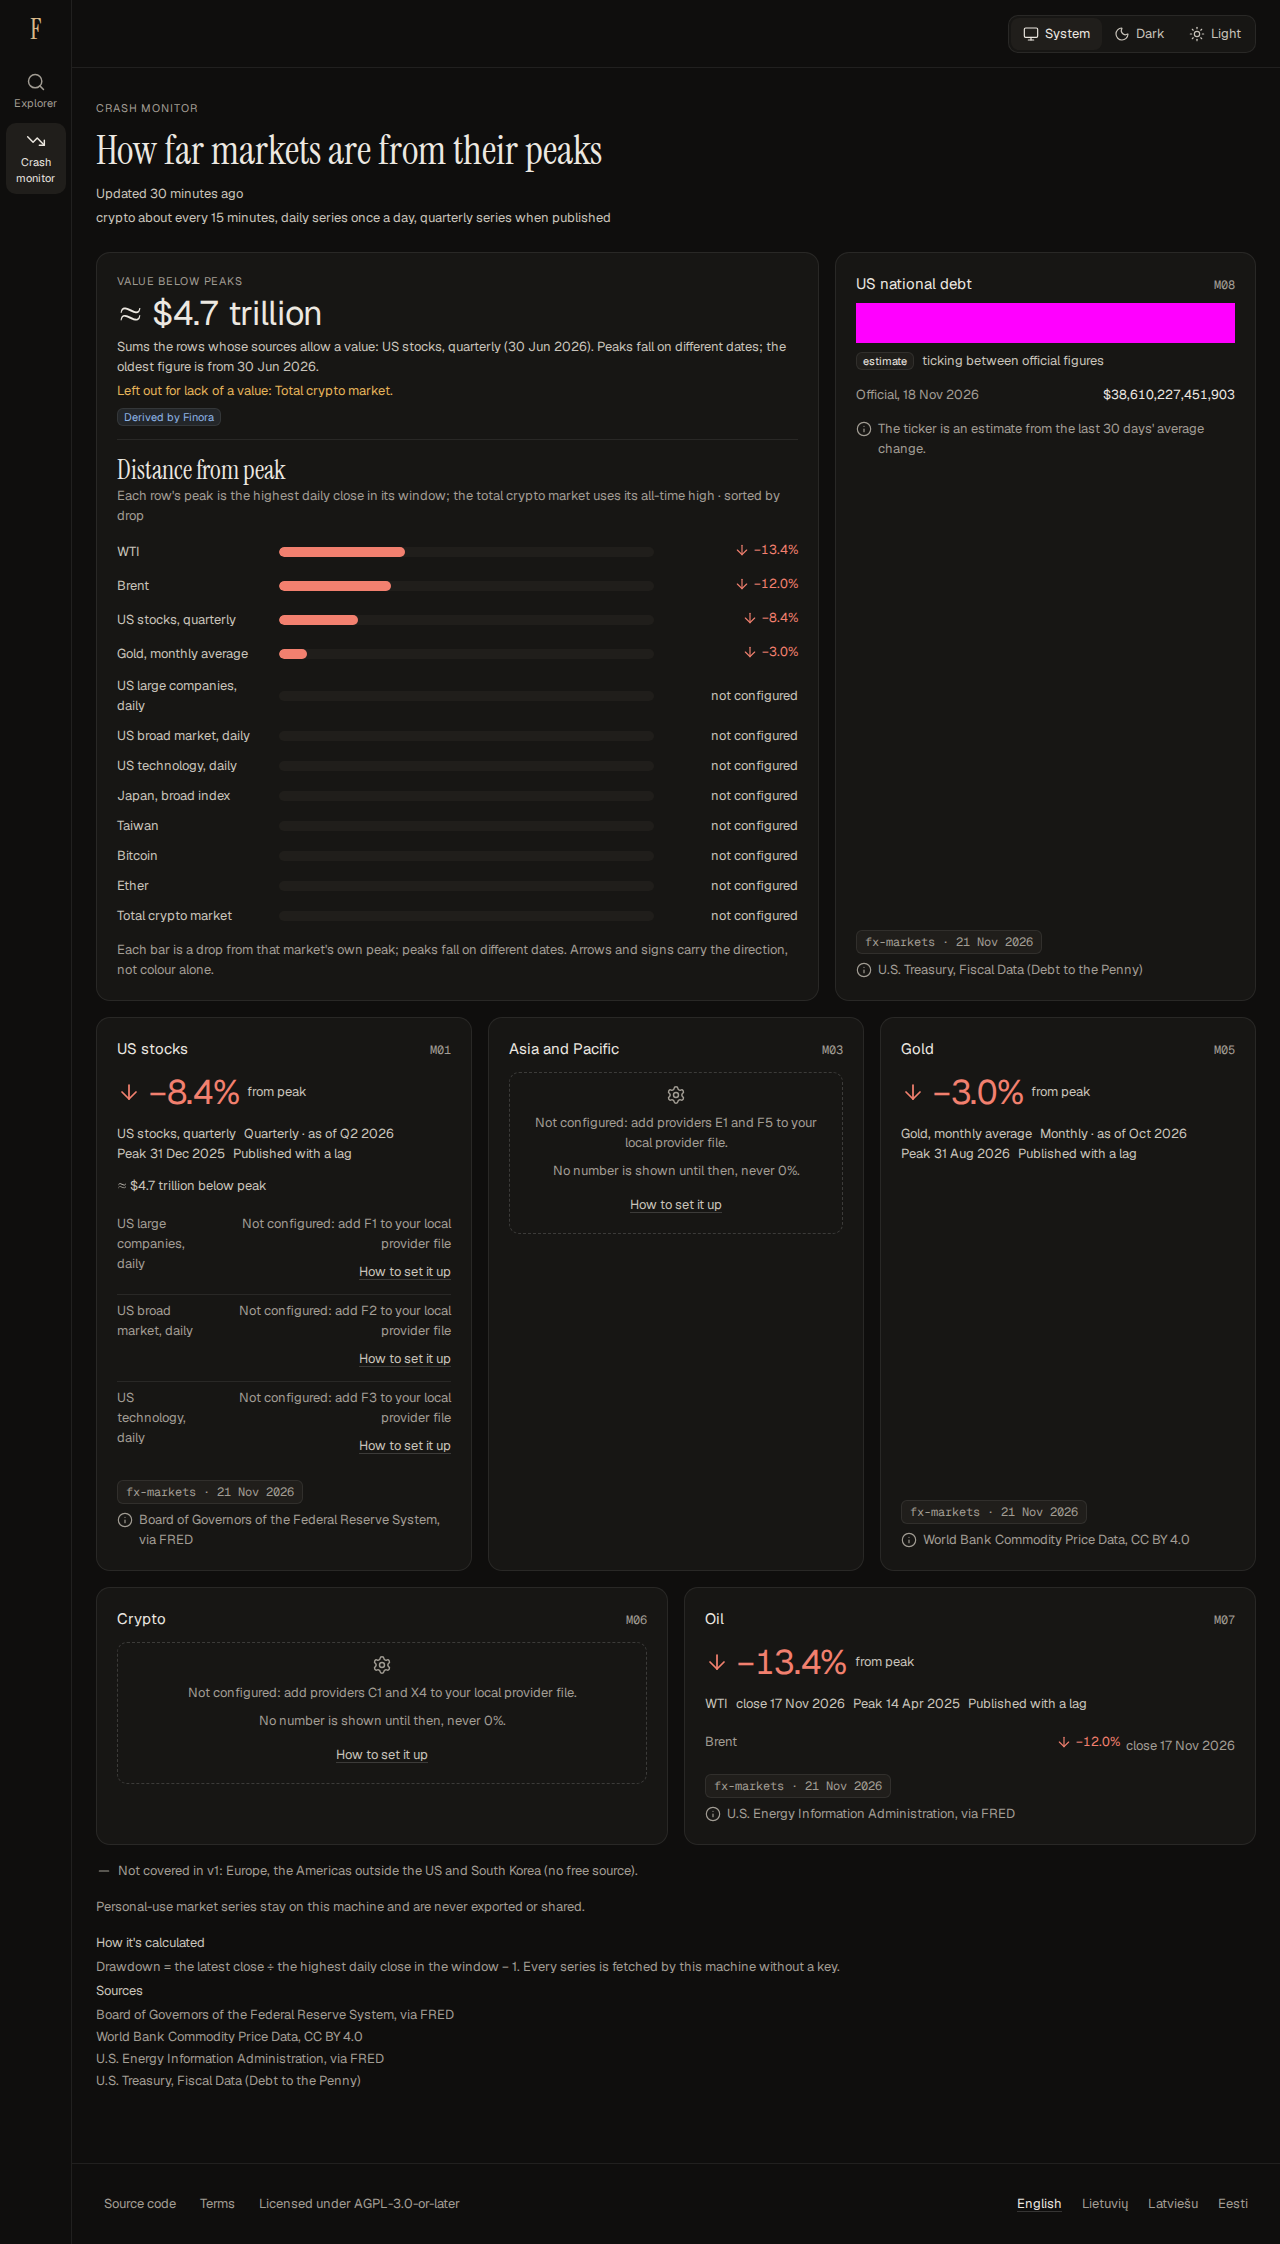 F
Explorer
Crash
monitor
System
Dark
Light
CRASH MONITOR
How far markets are from their peaks
Updated 30 minutes ago
crypto about every 15 minutes, daily series once a day, quarterly series when published
VALUE BELOW PEAKS
≈ $4.7 trillion
Sums the rows whose sources allow a value: US stocks, quarterly (30 Jun 2026). Peaks fall on different dates; the
oldest figure is from 30 Jun 2026.
Left out for lack of a value: Total crypto market.
Derived by Finora
Distance from peak
Each row's peak is the highest daily close in its window; the total crypto market uses its all-time high · sorted by
drop
WTI ↓ −13.4%
Brent ↓ −12.0%
US stocks, quarterly ↓ −8.4%
Gold, monthly average ↓ −3.0%
US large companies,
daily not configured
US broad market, daily not configured
US technology, daily not configured
Japan, broad index not configured
Taiwan not configured
Bitcoin not configured
Ether not configured
Total crypto market not configured
Each bar is a drop from that market's own peak; peaks fall on different dates. Arrows and signs carry the direction,
not colour alone.
US national debt M08
estimate ticking between official figures
Official, 18 Nov 2026 $38,610,227,451,903
The ticker is an estimate from the last 30 days' average
change.
fx-markets · 21 Nov 2026
U.S. Treasury, Fiscal Data (Debt to the Penny)
US stocks M01
↓ −8.4% from peak
US stocks, quarterly Quarterly · as of Q2 2026
Peak 31 Dec 2025 Published with a lag
≈ $4.7 trillion below peak
US large
companies,
daily
Not configured: add F1 to your local
provider file
How to set it up
US broad
market, daily
Not configured: add F2 to your local
provider file
How to set it up
US
technology,
daily
Not configured: add F3 to your local
provider file
How to set it up
fx-markets · 21 Nov 2026
Board of Governors of the Federal Reserve System,
via FRED
Asia and Pacific M03
Not configured: add providers E1 and F5 to your
local provider file.
No number is shown until then, never 0%.
How to set it up
Gold M05
↓ −3.0% from peak
Gold, monthly average Monthly · as of Oct 2026
Peak 31 Aug 2026 Published with a lag
fx-markets · 21 Nov 2026
World Bank Commodity Price Data, CC BY 4.0
Crypto M06
Not configured: add providers C1 and X4 to your local provider file.
No number is shown until then, never 0%.
How to set it up
Oil M07
↓ −13.4% from peak
WTI close 17 Nov 2026 Peak 14 Apr 2025 Published with a lag
Brent ↓ −12.0% close 17 Nov 2026
fx-markets · 21 Nov 2026
U.S. Energy Information Administration, via FRED
— Not covered in v1: Europe, the Americas outside the US and South Korea (no free source).
Personal-use market series stay on this machine and are never exported or shared.
How it's calculated
Drawdown = the latest close ÷ the highest daily close in the window − 1. Every series is fetched by this machine without a key.
Sources
Board of Governors of the Federal Reserve System, via FRED
World Bank Commodity Price Data, CC BY 4.0
U.S. Energy Information Administration, via FRED
U.S. Treasury, Fiscal Data (Debt to the Penny)
Source code Terms Licensed under AGPL-3.0-or-later
English Lietuvių Latviešu Eesti